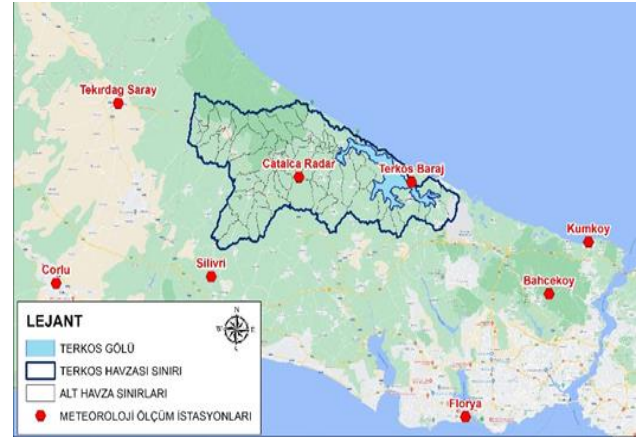 Tekırdag Saray
Catalca Radar
Terkos Baraj
Kumkoy
Silivri
Corlu
Bahcekoy
Florya
LEJANT
N
W E
S
TERKOS GÖLÜ
TERKOS HAVZASI SINIRI
ALT HAVZA SINIRLARI
METEOROLOJİ ÖLÇÜM İSTASYONLARI